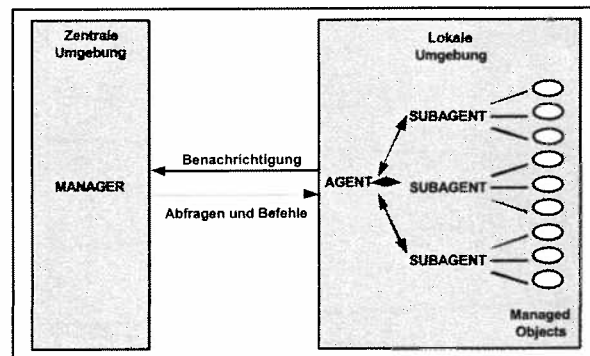 Zentrale
Umgebung
MANAGER
Benachrichtigung
Abfragen und Befehle
Lokale
Umgebung
AGENT
SUBAGENT
SUBAGENT
SUBAGENT
Managed
Objects